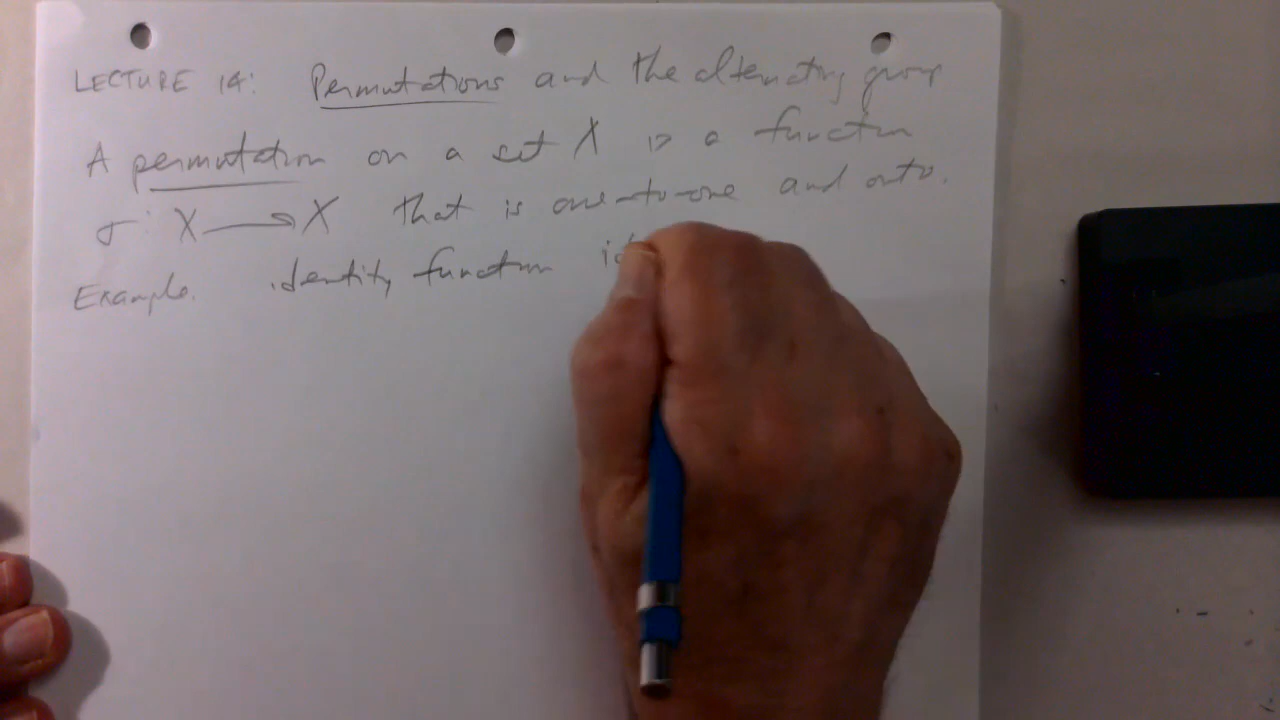 LECTURE 14: Permutations and the alternating group
A permutation on a set X is a function
σ: X → X that is one-to-one and onto.
Example. identity function id